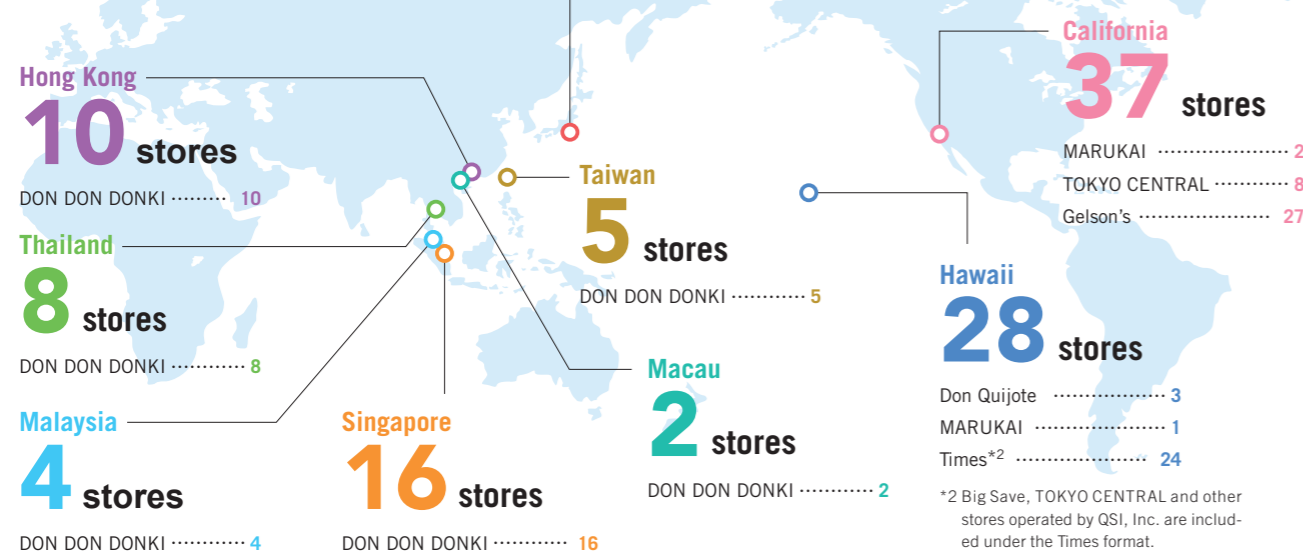 Hong Kong
10 stores
DON DON DONKI ········· 10
Thailand
8 stores
DON DON DONKI ············ 8
Malaysia
4 stores
DON DON DONKI ············ 4
Singapore
16 stores
DON DON DONKI ············ 16
Taiwan
5 stores
DON DON DONKI ············ 5
Macau
2 stores
DON DON DONKI ············ 2
California
37 stores
MARUKAI ····················· 2
TOKYO CENTRAL ············ 8
Gelson's ····················· 27
Hawaii
28 stores
Don Quijote ·················· 3
MARUKAI ····················· 1
Times*2 ····················· 24
*2 Big Save, TOKYO CENTRAL and other
stores operated by QSI, Inc. are includ-
ed under the Times format.